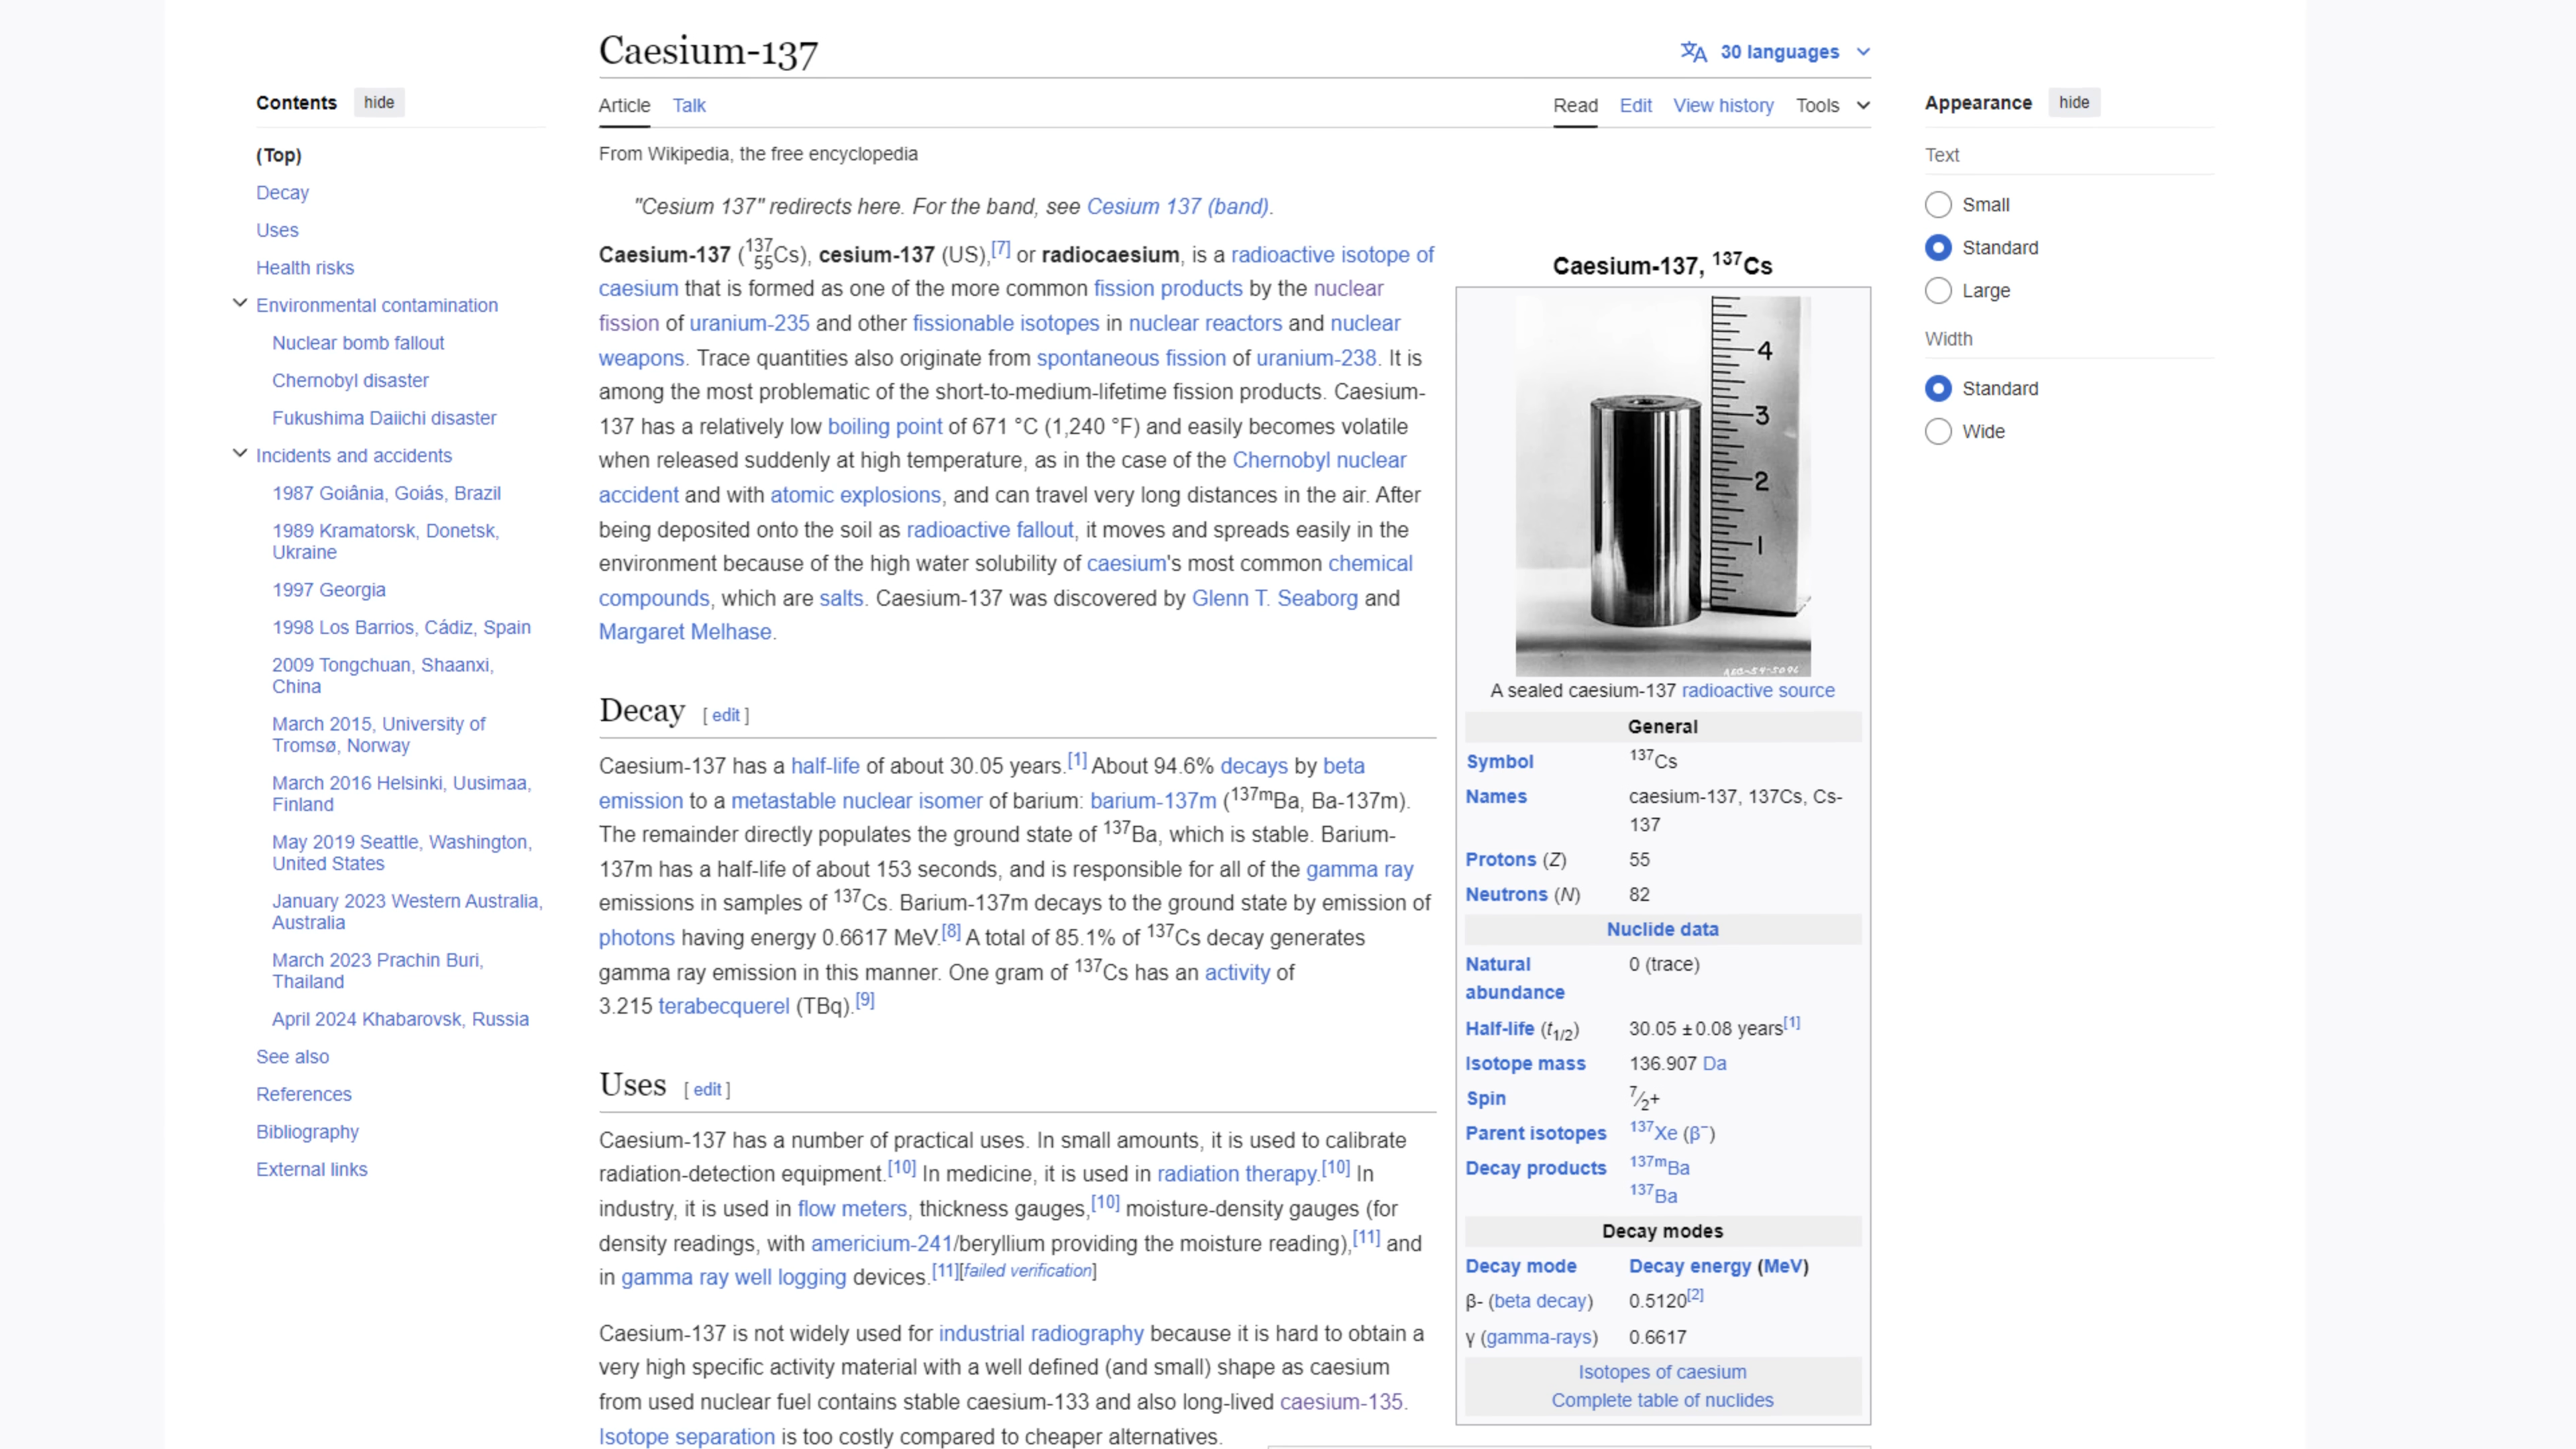 Caesium-137
30 languages
Contents hide
(Top)
Decay
Uses
Health risks
Environmental contamination
Nuclear bomb fallout
Chernobyl disaster
Fukushima Daiichi disaster
Incidents and accidents
1987 Goiânia, Goiás, Brazil
1989 Kramatorsk, Donetsk,
Ukraine
1997 Georgia
1998 Los Barrios, Cádiz, Spain
2009 Tongchuan, Shaanxi,
China
March 2015, University of
Tromsø, Norway
March 2016 Helsinki, Uusimaa,
Finland
May 2019 Seattle, Washington,
United States
January 2023 Western Australia,
Australia
March 2023 Prachin Buri,
Thailand
April 2024 Khabarovsk, Russia
See also
References
Bibliography
External links
Article Talk
Read Edit View history Tools
From Wikipedia, the free encyclopedia
"Cesium 137" redirects here. For the band, see Cesium 137 (band).
Caesium-137 (¹³⁷₅₅Cs), cesium-137 (US),[7] or radiocaesium, is a radioactive isotope of
caesium that is formed as one of the more common fission products by the nuclear
fission of uranium-235 and other fissionable isotopes in nuclear reactors and nuclear
weapons. Trace quantities also originate from spontaneous fission of uranium-238. It is
among the most problematic of the short-to-medium-lifetime fission products. Caesium-
137 has a relatively low boiling point of 671 °C (1,240 °F) and easily becomes volatile
when released suddenly at high temperature, as in the case of the Chernobyl nuclear
accident and with atomic explosions, and can travel very long distances in the air. After
being deposited onto the soil as radioactive fallout, it moves and spreads easily in the
environment because of the high water solubility of caesium's most common chemical
compounds, which are salts. Caesium-137 was discovered by Glenn T. Seaborg and
Margaret Melhase.
Decay [ edit ]
Caesium-137 has a half-life of about 30.05 years.[1] About 94.6% decays by beta
emission to a metastable nuclear isomer of barium: barium-137m (¹³⁷ᵐBa, Ba-137m).
The remainder directly populates the ground state of ¹³⁷Ba, which is stable. Barium-
137m has a half-life of about 153 seconds, and is responsible for all of the gamma ray
emissions in samples of ¹³⁷Cs. Barium-137m decays to the ground state by emission of
photons having energy 0.6617 MeV.[8] A total of 85.1% of ¹³⁷Cs decay generates
gamma ray emission in this manner. One gram of ¹³⁷Cs has an activity of
3.215 terabecquerel (TBq).[9]
Uses [ edit ]
Caesium-137 has a number of practical uses. In small amounts, it is used to calibrate
radiation-detection equipment.[10] In medicine, it is used in radiation therapy.[10] In
industry, it is used in flow meters, thickness gauges,[10] moisture-density gauges (for
density readings, with americium-241/beryllium providing the moisture reading),[11] and
in gamma ray well logging devices.[11][failed verification]
Caesium-137 is not widely used for industrial radiography because it is hard to obtain a
very high specific activity material with a well defined (and small) shape as caesium
from used nuclear fuel contains stable caesium-133 and also long-lived caesium-135.
Isotope separation is too costly compared to cheaper alternatives.
Caesium-137, ¹³⁷Cs
4
3
2
1
A sealed caesium-137 radioactive source
General
Symbol ¹³⁷Cs
Names caesium-137, 137Cs, Cs-
137
Protons (Z) 55
Neutrons (N) 82
Nuclide data
Natural 0 (trace)
abundance
Half-life (t₁/₂) 30.05 ± 0.08 years[1]
Isotope mass 136.907 Da
Spin 7⁄2+
Parent isotopes ¹³⁷Xe (β⁻)
Decay products ¹³⁷ᵐBa
¹³⁷Ba
Decay modes
Decay mode Decay energy (MeV)
β- (beta decay) 0.5120[2]
γ (gamma-rays) 0.6617
Isotopes of caesium
Complete table of nuclides
Appearance hide
Text
Small
Standard
Large
Width
Standard
Wide